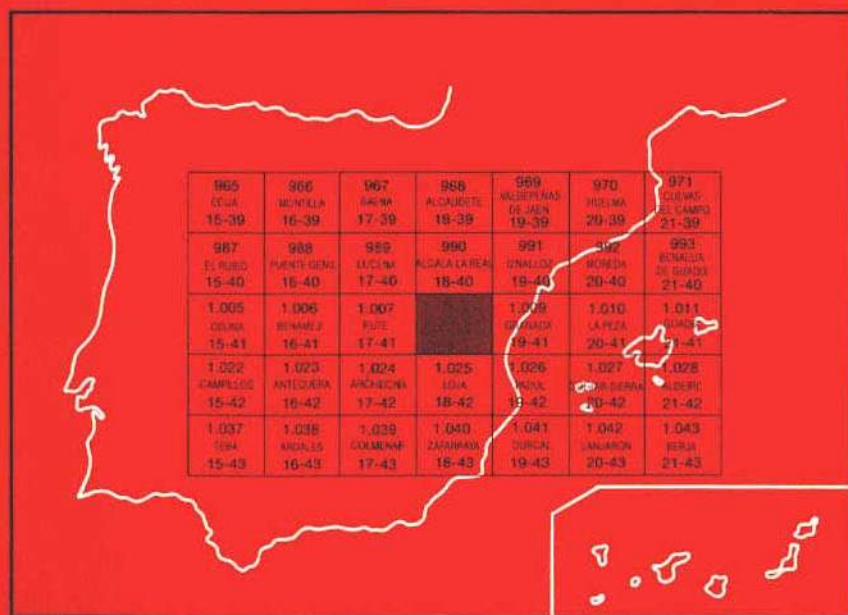 965
ECIJA
15-39
966
MONTILLA
16-39
967
BAENA
17-39
968
ALCAUDETE
18-39
969
VALDEPEÑAS
DE JAEN
19-39
970
HUELMA
20-39
971
CUEVAS
DEL CAMPO
21-39
987
EL RUBIO
15-40
988
PUENTE GENIL
16-40
989
LUCENA
17-40
990
ALCALA LA REAL
18-40
991
IZNALLOZ
19-40
992
MOREDA
20-40
993
BENALUA
DE GUADIX
21-40
1.005
OSUNA
15-41
1.006
BENAMEJI
16-41
1.007
RUTE
17-41
1.009
GRANADA
19-41
1.010
LA PEZA
20-41
1.011
GUADIX
21-41
1.022
CAMPILLOS
15-42
1.023
ANTEQUERA
16-42
1.024
ARCHIDONA
17-42
1.025
LOJA
18-42
1.026
PADUL
19-42
1.027
GUEJAR-SIERRA
20-42
1.028
ALDEIRE
21-42
1.037
TEBA
15-43
1.038
ARDALES
16-43
1.039
COLMENAR
17-43
1.040
ZAFARRAYA
18-43
1.041
DURCAL
19-43
1.042
LANJARON
20-43
1.043
BERJA
21-43